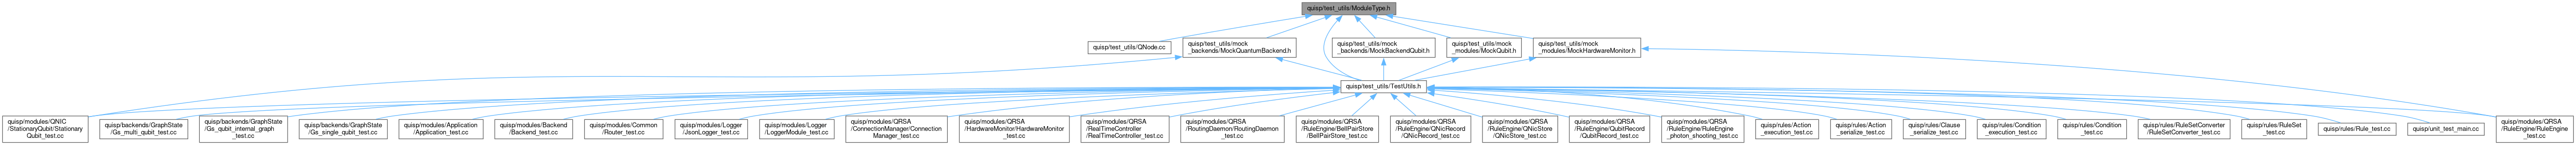 quisp/test_utils/ModuleType.h
quisp/test_utils/QNode.cc
quisp/test_utils/mock
_backends/MockQuantumBackend.h
quisp/test_utils/mock
_backends/MockBackendQubit.h
quisp/test_utils/mock
_modules/MockQubit.h
quisp/test_utils/mock
_modules/MockHardwareMonitor.h
quisp/test_utils/TestUtils.h
quisp/modules/QNIC
/StationaryQubit/Stationary
Qubit_test.cc
quisp/backends/GraphState
/Gs_multi_qubit_test.cc
quisp/backends/GraphState
/Gs_qubit_internal_graph
_test.cc
quisp/backends/GraphState
/Gs_single_qubit_test.cc
quisp/modules/Application
/Application_test.cc
quisp/modules/Backend
/Backend_test.cc
quisp/modules/Common
/Router_test.cc
quisp/modules/Logger
/JsonLogger_test.cc
quisp/modules/Logger
/LoggerModule_test.cc
quisp/modules/QRSA
/ConnectionManager/Connection
Manager_test.cc
quisp/modules/QRSA
/HardwareMonitor/HardwareMonitor
_test.cc
quisp/modules/QRSA
/RealTimeController
/RealTimeController_test.cc
quisp/modules/QRSA
/RoutingDaemon/RoutingDaemon
_test.cc
quisp/modules/QRSA
/RuleEngine/BellPairStore
/BellPairStore_test.cc
quisp/modules/QRSA
/RuleEngine/QNicRecord
/QNicRecord_test.cc
quisp/modules/QRSA
/RuleEngine/QNicStore
/QNicStore_test.cc
quisp/modules/QRSA
/RuleEngine/QubitRecord
/QubitRecord_test.cc
quisp/modules/QRSA
/RuleEngine/RuleEngine
_photon_shooting_test.cc
quisp/rules/Action
_execution_test.cc
quisp/rules/Action
_serialize_test.cc
quisp/rules/Clause
_serialize_test.cc
quisp/rules/Condition
_execution_test.cc
quisp/rules/Condition
_test.cc
quisp/rules/RuleSetConverter
/RuleSetConverter_test.cc
quisp/rules/RuleSet
_test.cc
quisp/rules/Rule_test.cc
quisp/unit_test_main.cc
quisp/modules/QRSA
/RuleEngine/RuleEngine
_test.cc